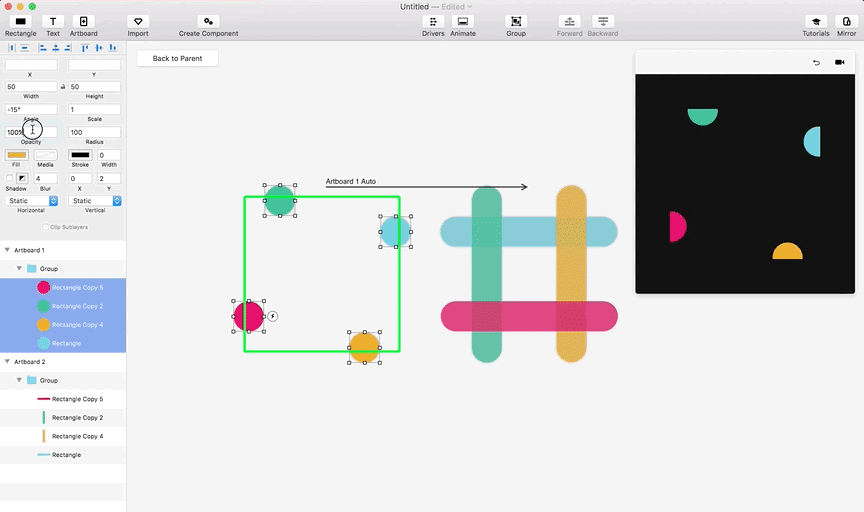 Untitled — Edited
Rectangle Text Artboard Import Create Component Drivers Animate Group Forward Backward Tutorials Mirror
Back to Parent
X Y
50 50
Width Height
-15° 1
Angle Scale
100% 100
Opacity Radius
0
Fill Media Stroke Width
4 0 2
Shadow Blur X Y
Static Static
Horizontal Vertical
Clip Sublayers
Artboard 1
Group
Rectangle Copy 5
Rectangle Copy 2
Rectangle Copy 4
Rectangle
Artboard 2
Group
Rectangle Copy 5
Rectangle Copy 2
Rectangle Copy 4
Rectangle
Artboard 1 Auto